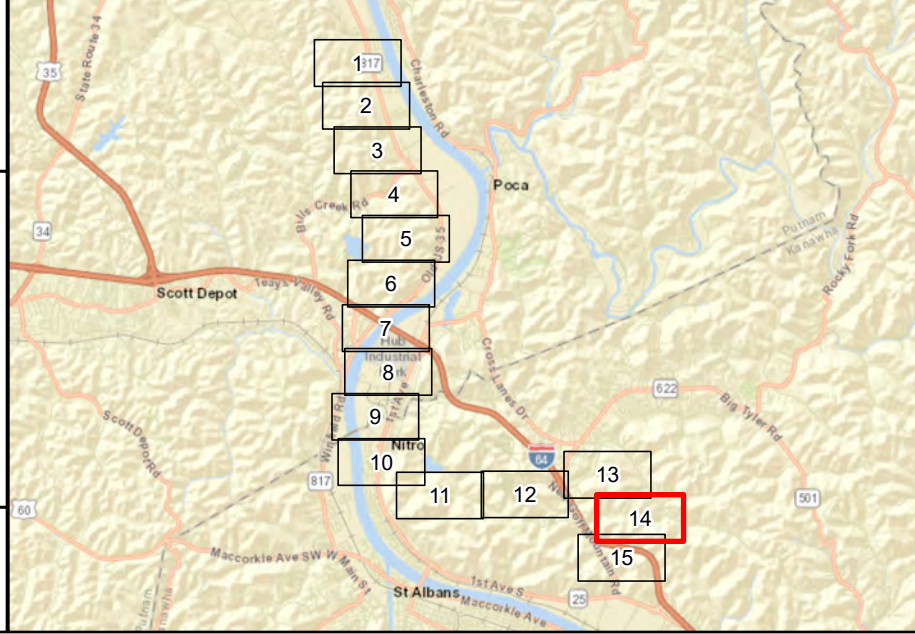 State Route 34
35
1
817
Charleston Rd
2
3
Poca
4
Bills Creek Rd
34
5
Old US 35
Putnam
Kanawha
Rocky Fork Rd
6
Scott Depot
Teays Valley Rd
7
Hub
Industrial
8
Cross Lanes Dr
622
Big Tyler Rd
1st Ave
9
Scott Depot Rd
Nitro
64
10
817
13
11
12
501
60
14
Maccorkle Ave SW
W Main St
15
1st Ave S
25
St Albans
Maccorkle Ave
Putnam